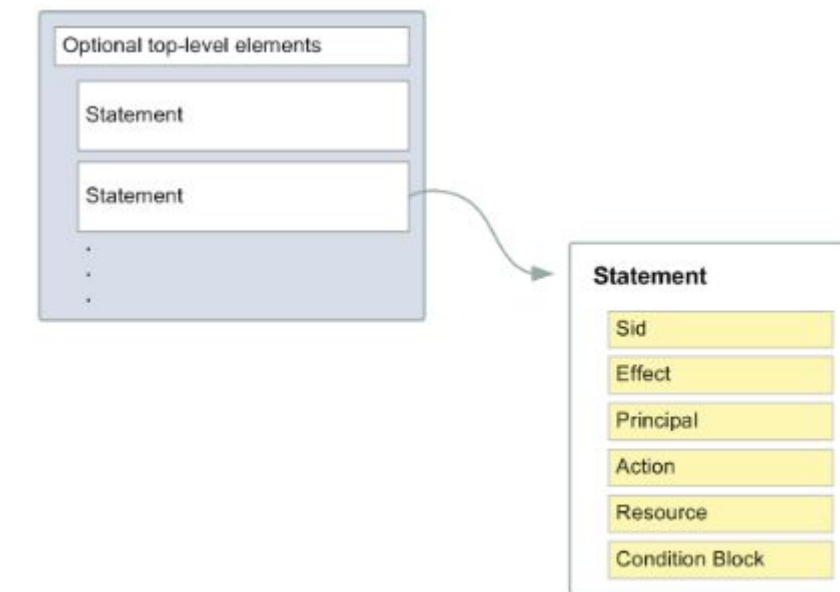 Optional top-level elements
Statement
Statement
.
.
.
Statement
Sid
Effect
Principal
Action
Resource
Condition Block